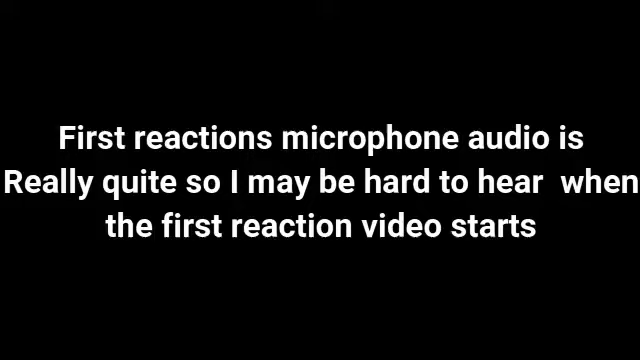 First reactions microphone audio is
Really quite so I may be hard to hear  when
the first reaction video starts